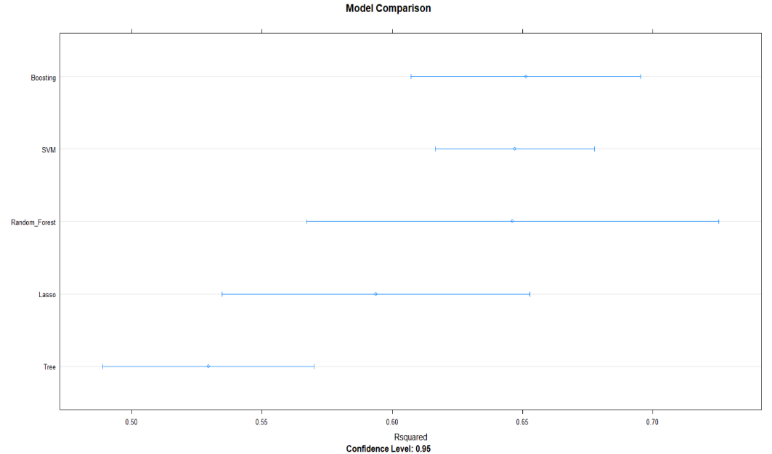 Model Comparison
Boosting
SVM
Random_Forest
Lasso
Tree
0.50 0.55 0.60 0.65 0.70
Rsquared
Confidence Level: 0.95